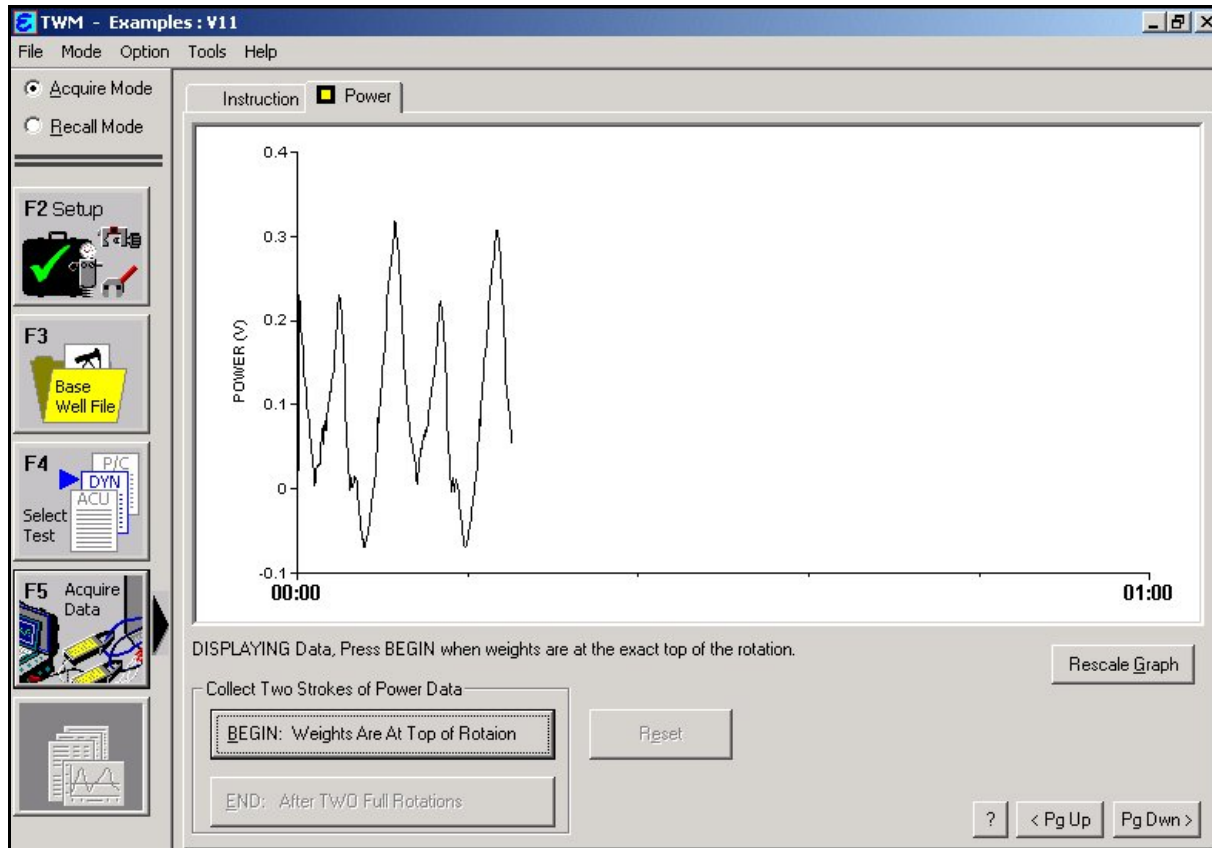 TWM - Examples : V11
File Mode Option Tools Help
Acquire Mode
Recall Mode
F2 Setup
F3
Base
Well File
F4
P/C
DYN
ACU
Select
Test
F5 Acquire
Data
Instruction
Power
0.4
0.3
0.2
0.1
0
-0.1
POWER (V)
00:00
01:00
DISPLAYING Data, Press BEGIN when weights are at the exact top of the rotation.
Rescale Graph
Collect Two Strokes of Power Data
BEGIN: Weights Are At Top of Rotaion
Reset
END: After TWO Full Rotations
?
< Pg Up
Pg Dwn >